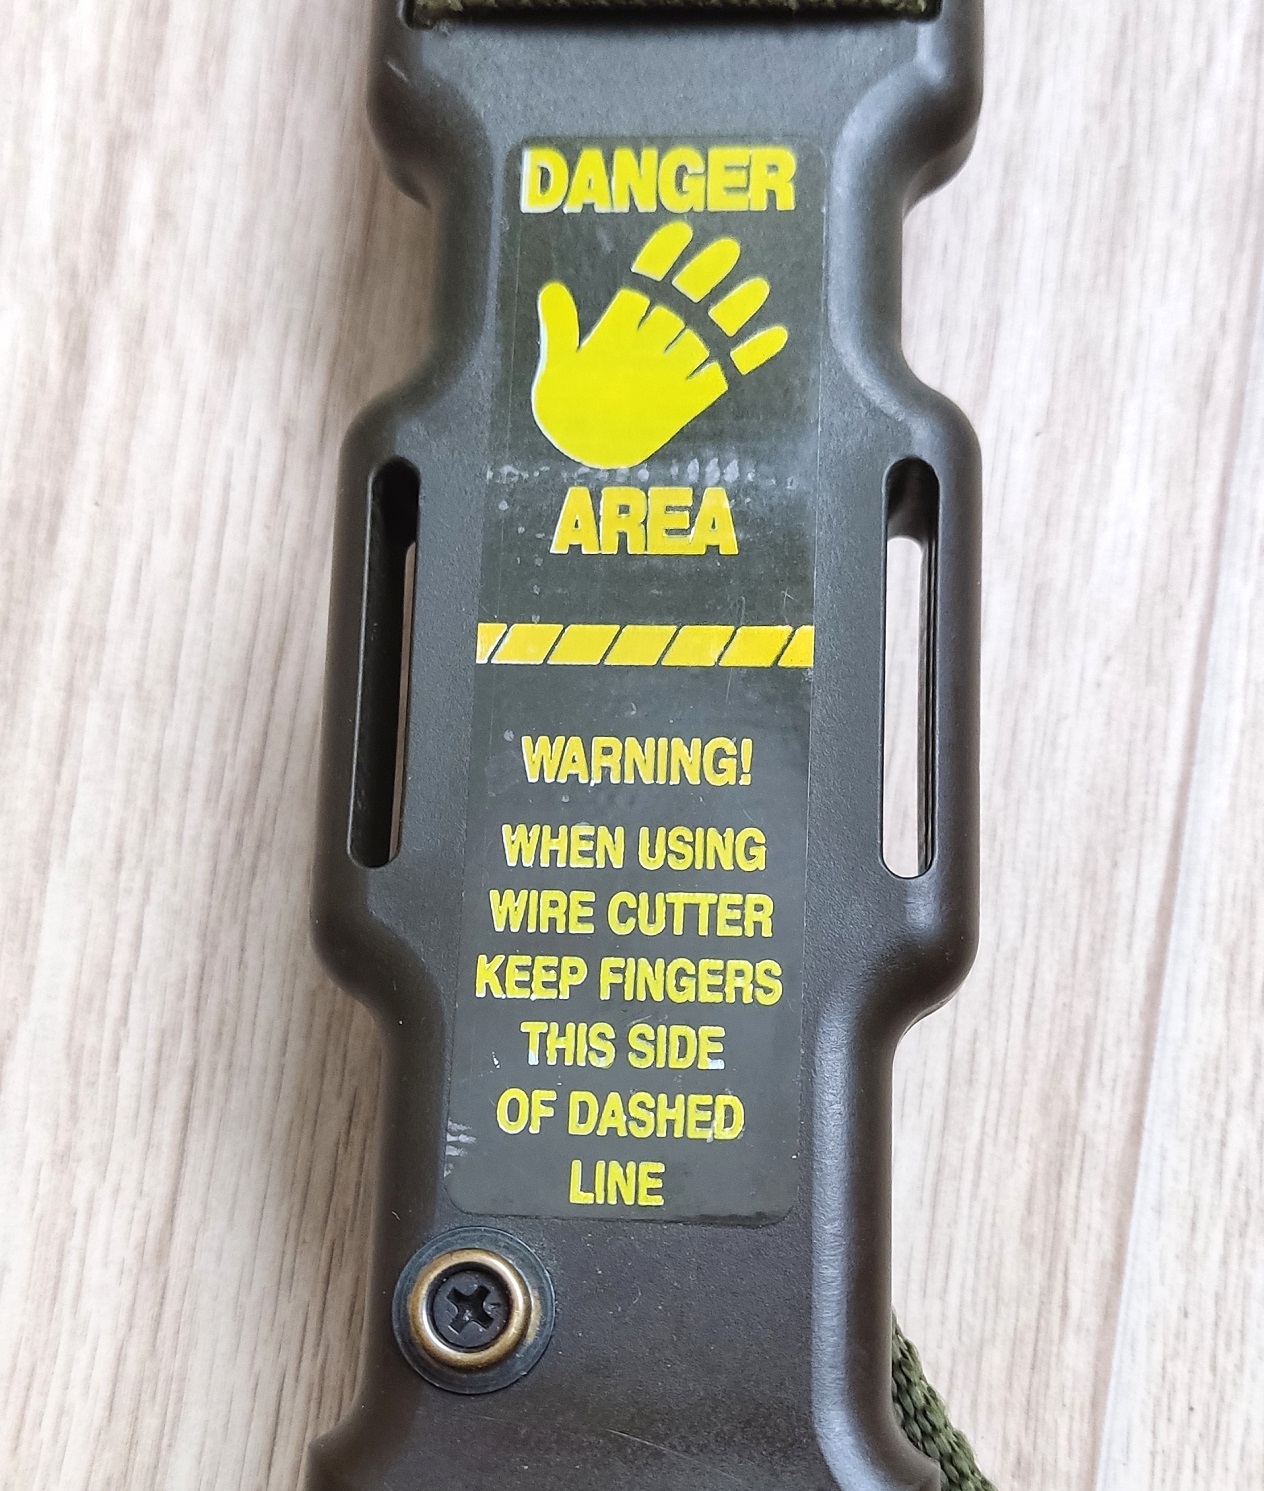 DANGER
AREA
WARNING!
WHEN USING
WIRE CUTTER
KEEP FINGERS
THIS SIDE
OF DASHED
LINE